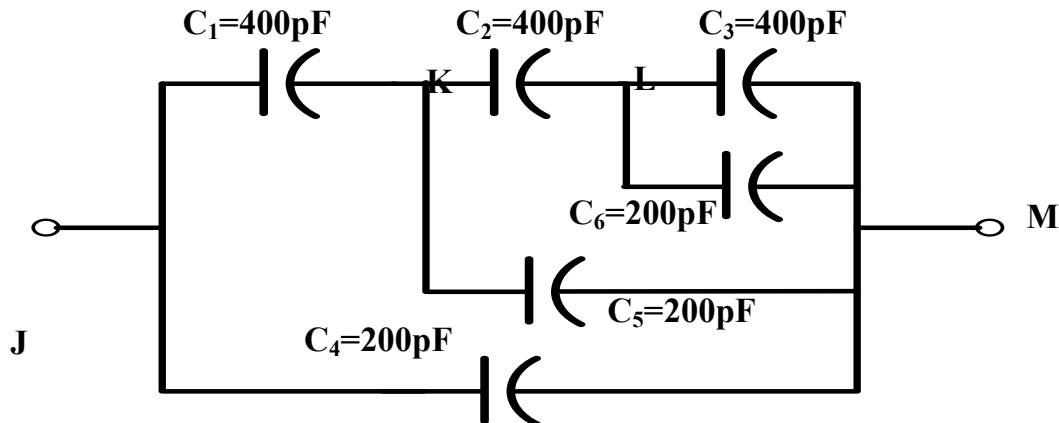 C₁=400pF C₂=400pF C₃=400pF
K L
C₆=200pF
M
C₅=200pF
C₄=200pF
J